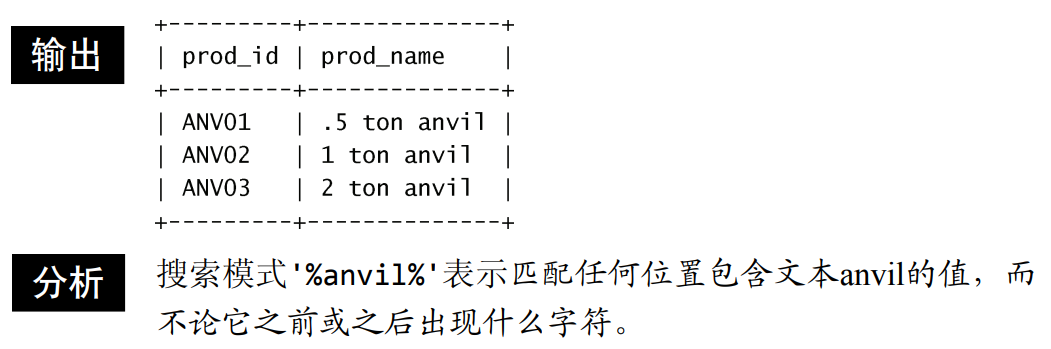 输出
+---------+--------------+
| prod_id | prod_name    |
+---------+--------------+
| ANV01   | .5 ton anvil |
| ANV02   | 1 ton anvil  |
| ANV03   | 2 ton anvil  |
+---------+--------------+
分析
搜索模式'%anvil%'表示匹配任何位置包含文本anvil的值，而
不论它之前或之后出现什么字符。